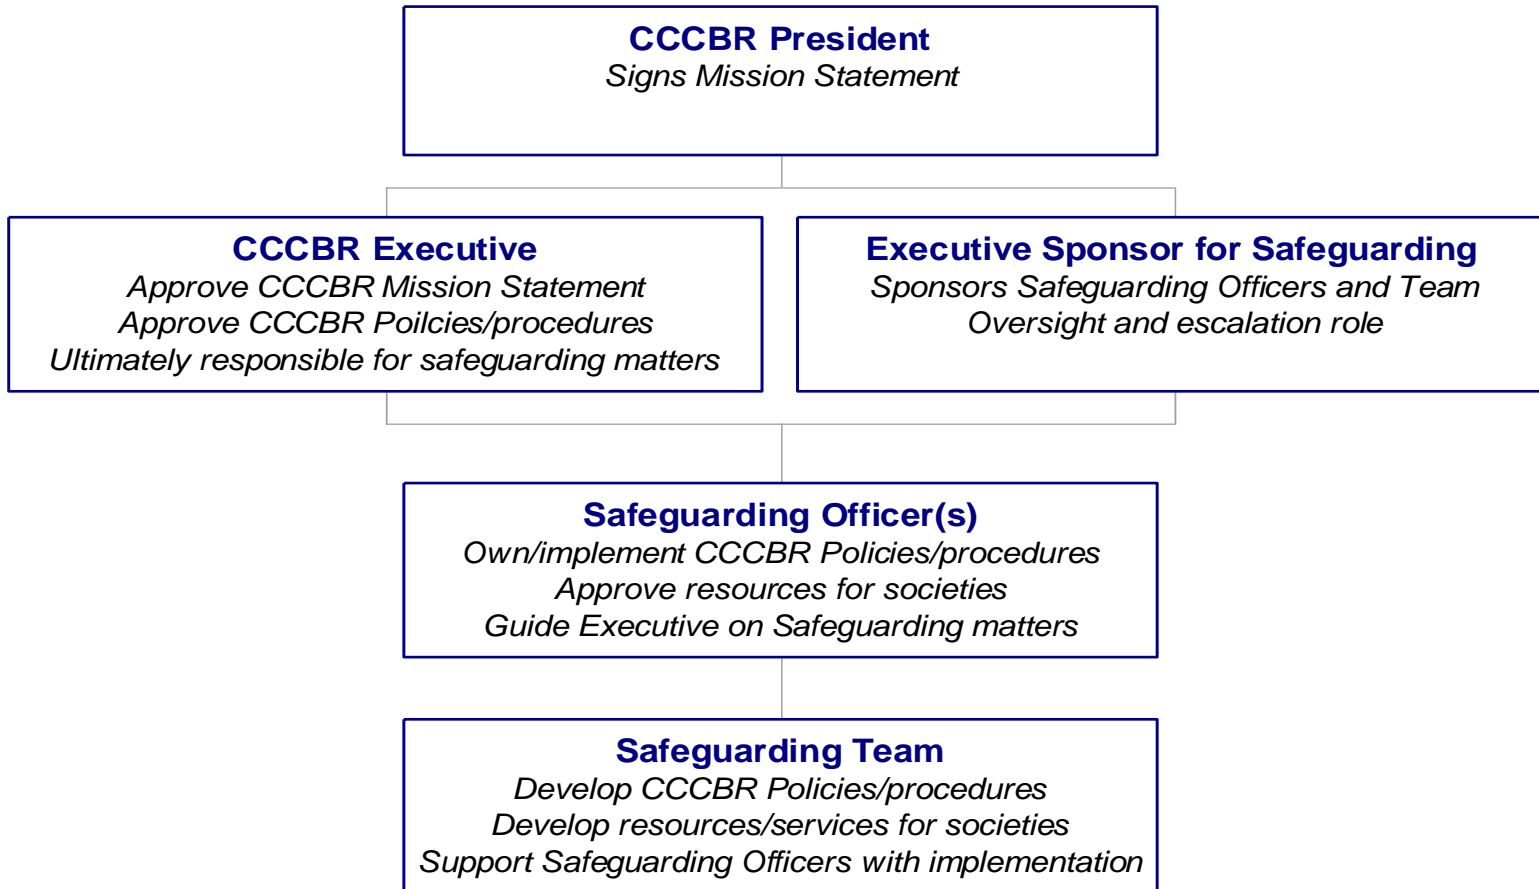 CCCBR President
Signs Mission Statement
CCCBR Executive
Approve CCCBR Mission Statement
Approve CCCBR Poilcies/procedures
Ultimately responsible for safeguarding matters
Executive Sponsor for Safeguarding
Sponsors Safeguarding Officers and Team
Oversight and escalation role
Safeguarding Officer(s)
Own/implement CCCBR Policies/procedures
Approve resources for societies
Guide Executive on Safeguarding matters
Safeguarding Team
Develop CCCBR Policies/procedures
Develop resources/services for societies
Support Safeguarding Officers with implementation